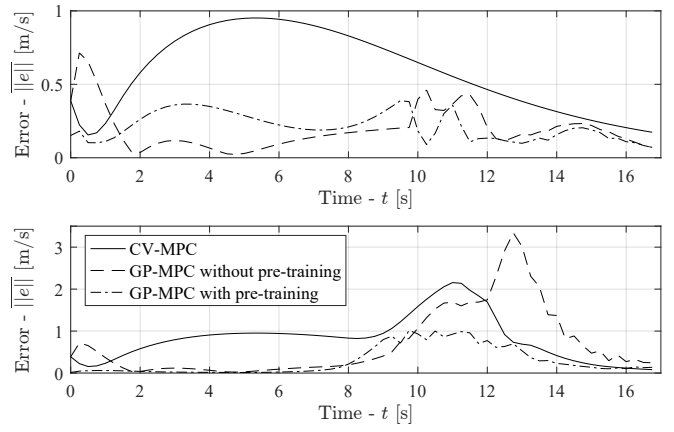 1
0.5
0
Error - ||e|| [m/s]
0 2 4 6 8 10 12 14 16
Time - t [s]
3
2
1
0
Error - ||e|| [m/s]
CV-MPC
GP-MPC without pre-training
GP-MPC with pre-training
0 2 4 6 8 10 12 14 16
Time - t [s]